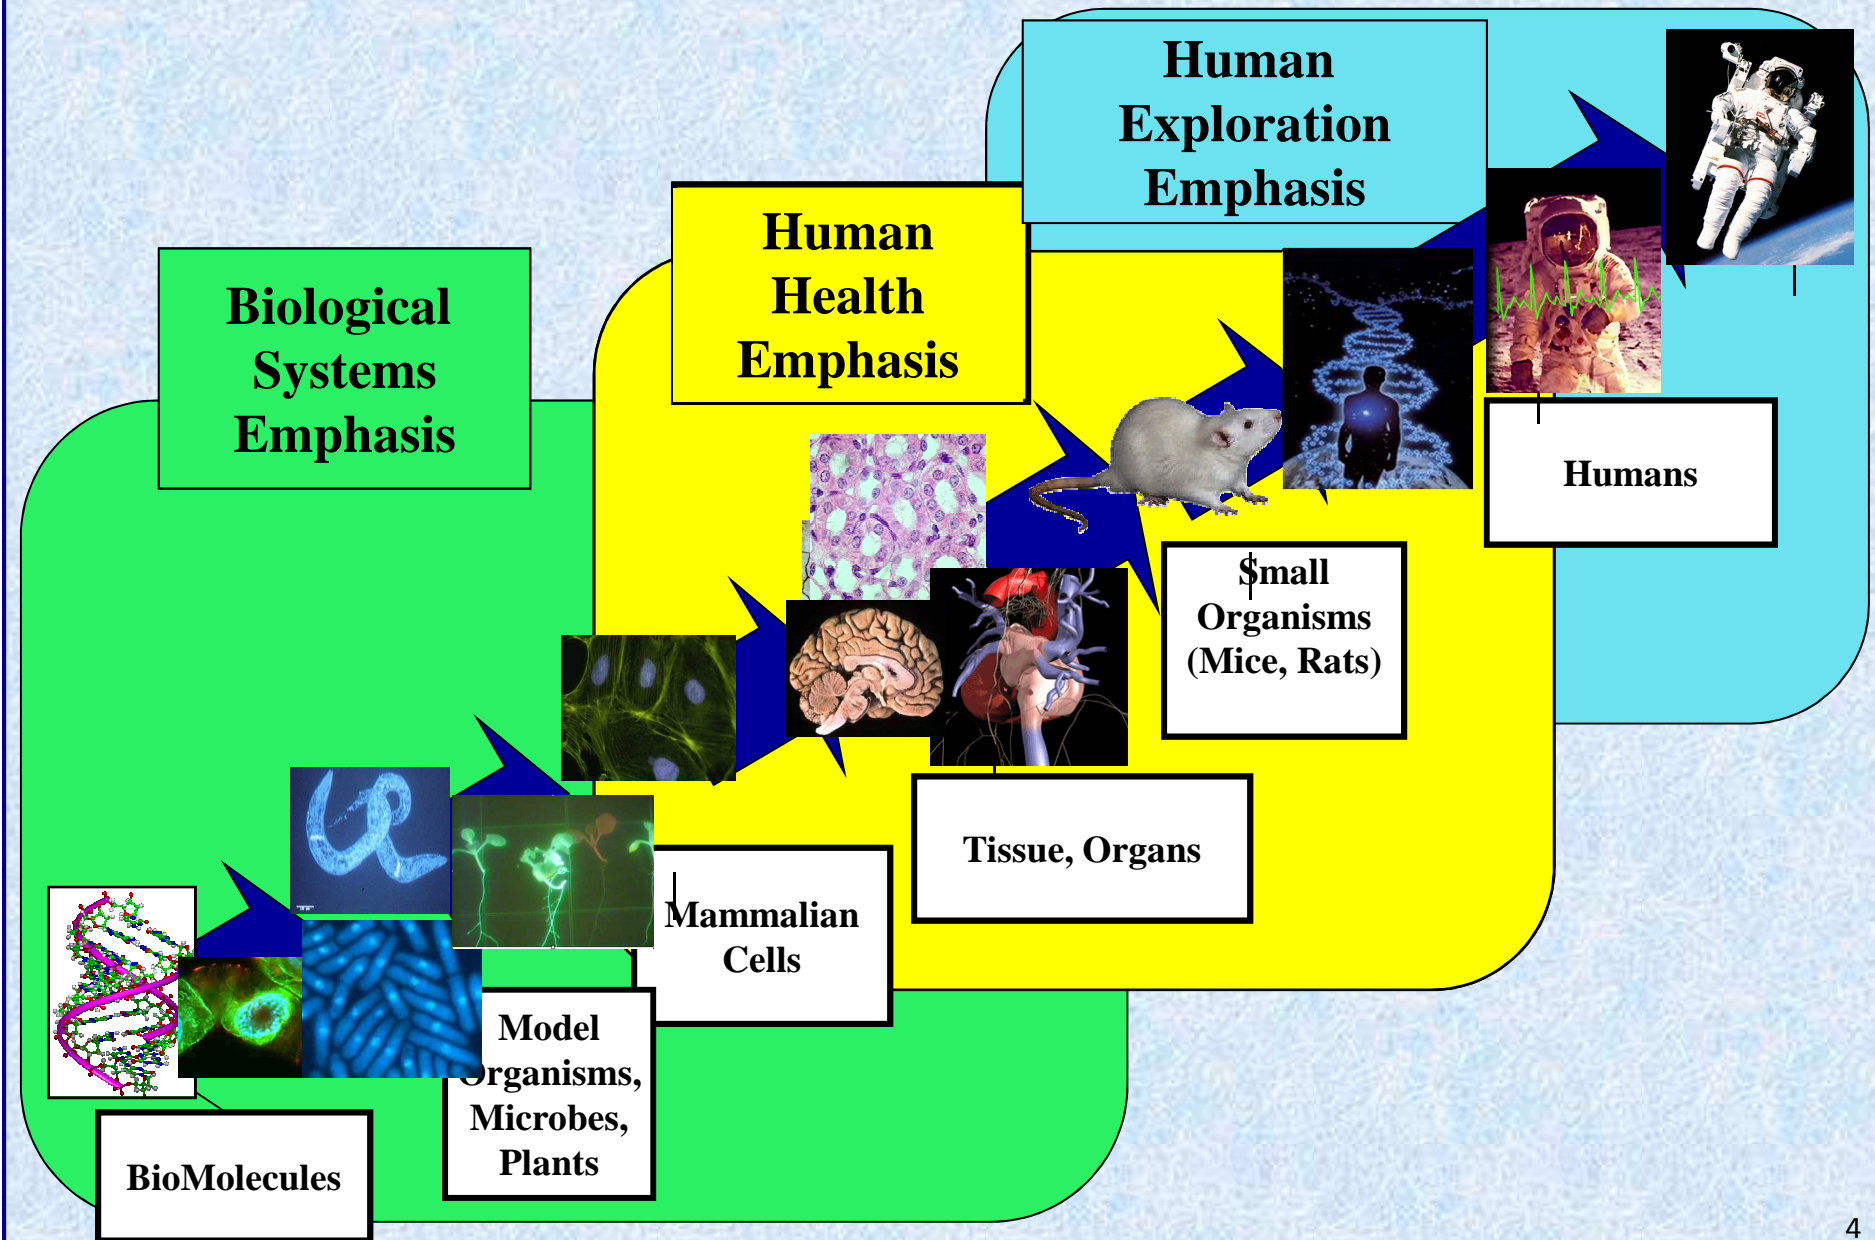 Human
Exploration
Emphasis
Human
Health
Emphasis
Biological
Systems
Emphasis
Humans
Small
Organisms
(Mice, Rats)
Tissue, Organs
Mammalian
Cells
Model
Organisms,
Microbes,
Plants
BioMolecules
4